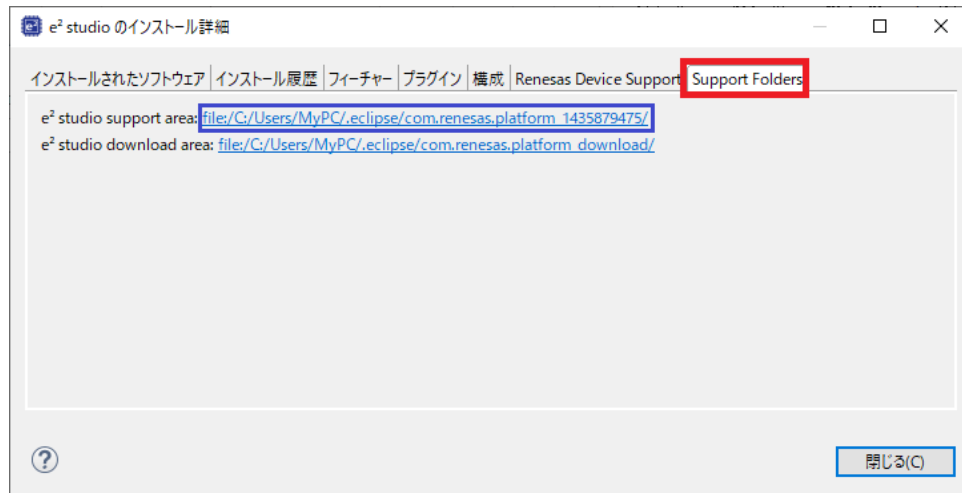 e² studio のインストール詳細
インストールされたソフトウェア インストール履歴 フィーチャー プラグイン 構成 Renesas Device Support Support Folders
e² studio support area: file:/C:/Users/MyPC/.eclipse/com.renesas.platform_1435879475/
e² studio download area: file:/C:/Users/MyPC/.eclipse/com.renesas.platform_download/
閉じる(C)